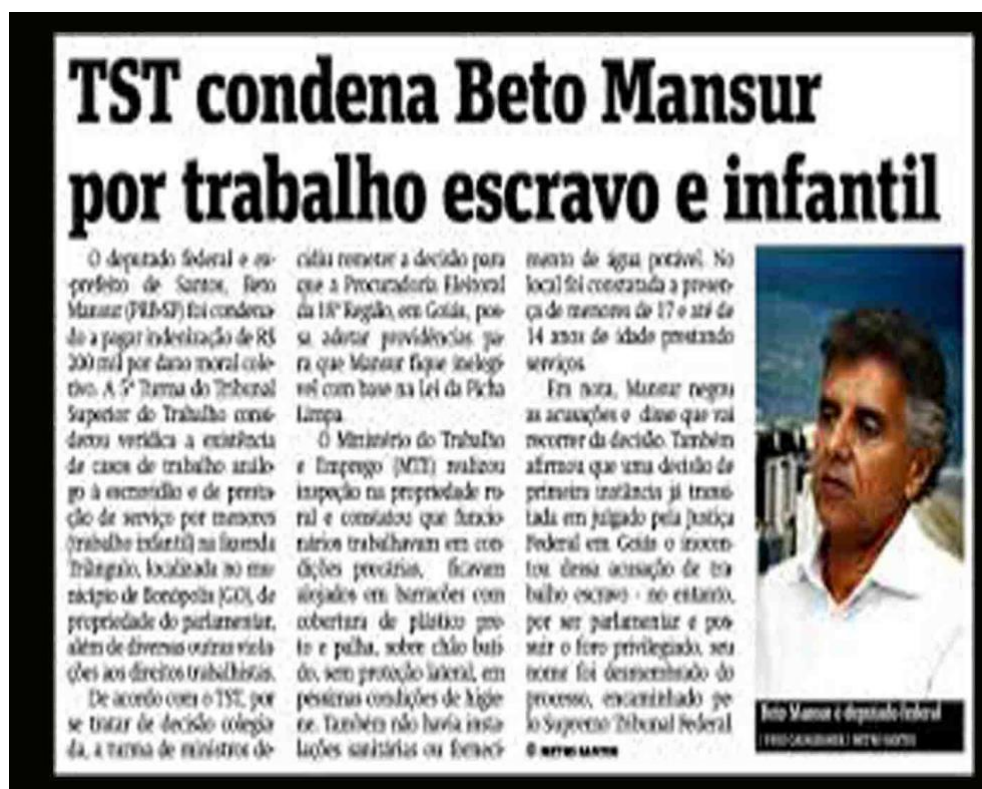 TST condena Beto Mansur
por trabalho escravo e infantil
O deputado federal e ex-
-prefeito de Santos, Beto
Mansur (PRB-SP) foi condena-
do a pagar indenização de R$
200 mil por dano moral cole-
tivo. A 5ª Turma do Tribunal
Superior do Trabalho consi-
derou verídica a existência
de casos de trabalho análo-
go à escravidão e de presta-
ção de serviço por menores
(trabalho infantil) na fazenda
Triângulo, localizada no mu-
nicípio de Bonópolis (GO), de
propriedade do parlamentar,
além de diversas outras viola-
ções aos direitos trabalhistas.
De acordo com o TST, por
se tratar de decisão colegia-
da, a turma de ministros de-
cidiu remeter a decisão para
que a Procuradoria Eleitoral
da 18ª Região, em Goiás, pos-
sa adotar providências pa-
ra que Mansur fique inelegí-
vel com base na Lei da Ficha
Limpa.
O Ministério do Trabalho
e Emprego (MTE) realizou
inspeção na propriedade ru-
ral e constatou que funcio-
nários trabalhavam em con-
dições precárias, ficavam
alojados em barracões com
cobertura de plástico pre-
to e palha, sobre chão bati-
do, sem proteção lateral, em
péssimas condições de higie-
ne. Também não havia insta-
lações sanitárias ou forneci-
mento de água potável. No
local foi constatada a presen-
ça de menores de 17 e até de
14 anos de idade prestando
serviços.
Em nota, Mansur negou
as acusações e disse que vai
recorrer da decisão. Também
afirmou que uma decisão de
primeira instância já transi-
tada em julgado pela Justiça
Federal em Goiás o inocen-
tou dessa acusação de tra-
balho escravo - no entanto,
por ser parlamentar e pos-
suir o foro privilegiado, seu
nome foi desmembrado do
processo, encaminhado pe-
lo Supremo Tribunal Federal.
METRO SANTOS
Beto Mansur é deputado federal
/ METRO SANTOS